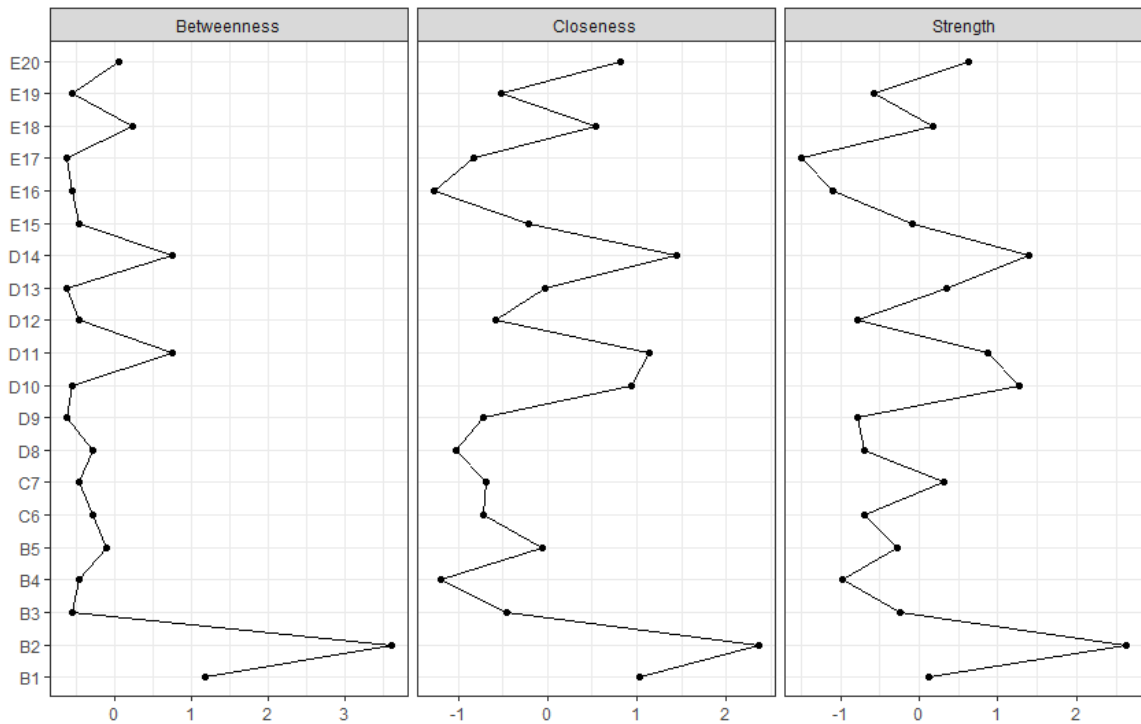 Betweenness Closeness Strength
E20
E19
E18
E17
E16
E15
D14
D13
D12
D11
D10
D9
D8
C7
C6
B5
B4
B3
B2
B1
0 1 2 3 -1 0 1 2 -1 0 1 2